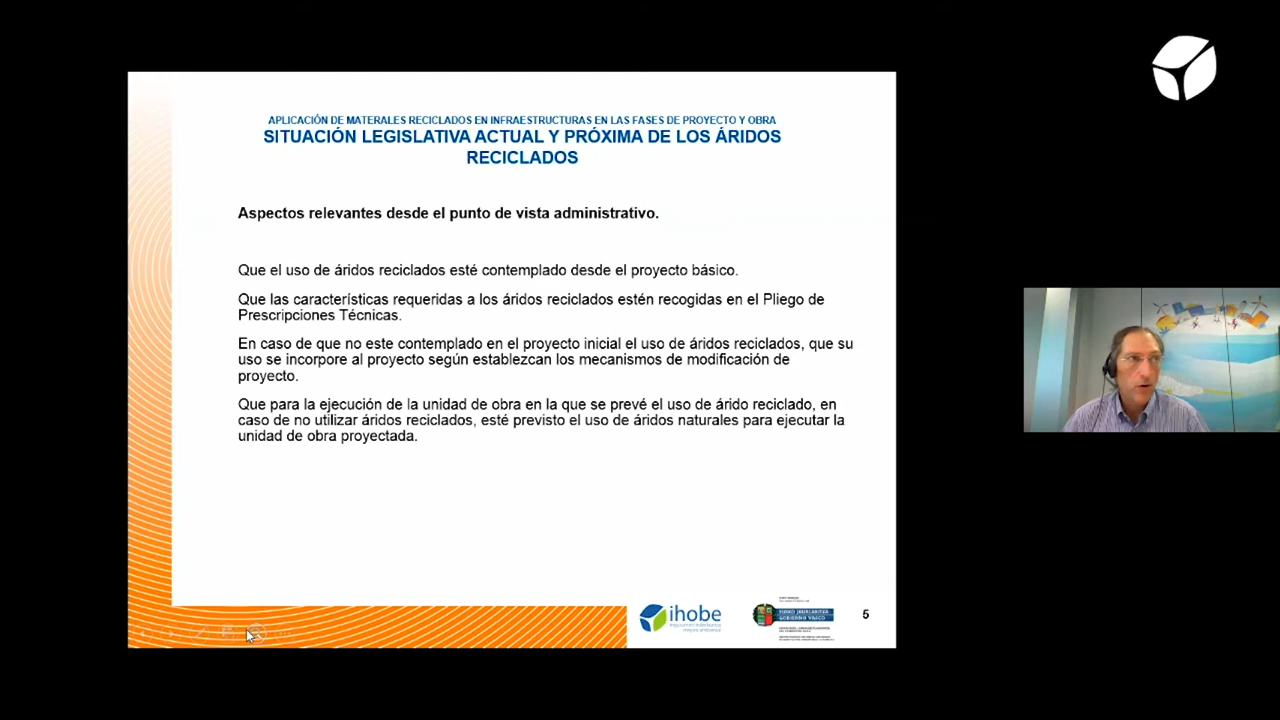 APLICACIÓN DE MATERALES RECICLADOS EN INFRAESTRUCTURAS EN LAS FASES DE PROYECTO Y OBRA
SITUACIÓN LEGISLATIVA ACTUAL Y PRÓXIMA DE LOS ÁRIDOS
RECICLADOS
Aspectos relevantes desde el punto de vista administrativo.
Que el uso de áridos reciclados esté contemplado desde el proyecto básico.
Que las características requeridas a los áridos reciclados estén recogidas en el Pliego de
Prescripciones Técnicas.
En caso de que no este contemplado en el proyecto inicial el uso de áridos reciclados, que su
uso se incorpore al proyecto según establezcan los mecanismos de modificación de
proyecto.
Que para la ejecución de la unidad de obra en la que se prevé el uso de árido reciclado, en
caso de no utilizar áridos reciclados, esté previsto el uso de áridos naturales para ejecutar la
unidad de obra proyectada.
ihobe
EUSKO JAURLARITZA
GOBIERNO VASCO
5